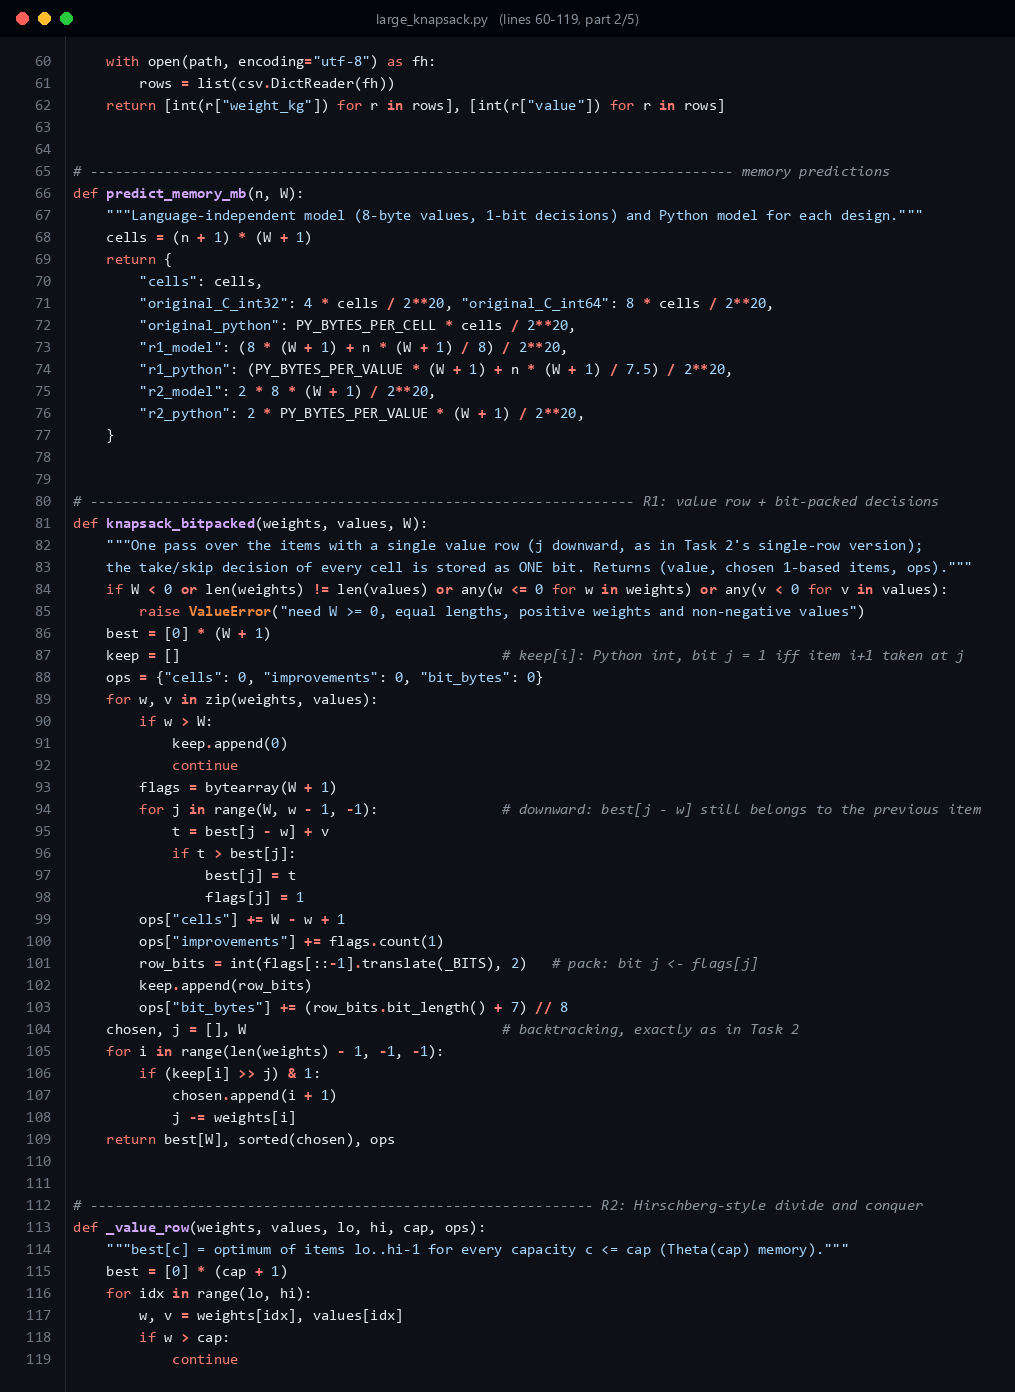 large_knapsack.py (lines 60-119, part 2/5)
60     with open(path, encoding="utf-8") as fh:
61         rows = list(csv.DictReader(fh))
62     return [int(r["weight_kg"]) for r in rows], [int(r["value"]) for r in rows]
63
64
65 # ------------------------------------------------------------------------------ memory predictions
66 def predict_memory_mb(n, W):
67     """Language-independent model (8-byte values, 1-bit decisions) and Python model for each design."""
68     cells = (n + 1) * (W + 1)
69     return {
70         "cells": cells,
71         "original_C_int32": 4 * cells / 2**20, "original_C_int64": 8 * cells / 2**20,
72         "original_python": PY_BYTES_PER_CELL * cells / 2**20,
73         "r1_model": (8 * (W + 1) + n * (W + 1) / 8) / 2**20,
74         "r1_python": (PY_BYTES_PER_VALUE * (W + 1) + n * (W + 1) / 7.5) / 2**20,
75         "r2_model": 2 * 8 * (W + 1) / 2**20,
76         "r2_python": 2 * PY_BYTES_PER_VALUE * (W + 1) / 2**20,
77     }
78
79
80 # ------------------------------------------------------------------ R1: value row + bit-packed decisions
81 def knapsack_bitpacked(weights, values, W):
82     """One pass over the items with a single value row (j downward, as in Task 2's single-row version);
83     the take/skip decision of every cell is stored as ONE bit. Returns (value, chosen 1-based items, ops)."""
84     if W < 0 or len(weights) != len(values) or any(w <= 0 for w in weights) or any(v < 0 for v in values):
85         raise ValueError("need W >= 0, equal lengths, positive weights and non-negative values")
86     best = [0] * (W + 1)
87     keep = []                                       # keep[i]: Python int, bit j = 1 iff item i+1 taken at j
88     ops = {"cells": 0, "improvements": 0, "bit_bytes": 0}
89     for w, v in zip(weights, values):
90         if w > W:
91             keep.append(0)
92             continue
93         flags = bytearray(W + 1)
94         for j in range(W, w - 1, -1):               # downward: best[j - w] still belongs to the previous item
95             t = best[j - w] + v
96             if t > best[j]:
97                 best[j] = t
98                 flags[j] = 1
99         ops["cells"] += W - w + 1
100         ops["improvements"] += flags.count(1)
101         row_bits = int(flags[::-1].translate(_BITS), 2)   # pack: bit j <- flags[j]
102         keep.append(row_bits)
103         ops["bit_bytes"] += (row_bits.bit_length() + 7) // 8
104     chosen, j = [], W                               # backtracking, exactly as in Task 2
105     for i in range(len(weights) - 1, -1, -1):
106         if (keep[i] >> j) & 1:
107             chosen.append(i + 1)
108             j -= weights[i]
109     return best[W], sorted(chosen), ops
110
111
112 # ------------------------------------------------------------- R2: Hirschberg-style divide and conquer
113 def _value_row(weights, values, lo, hi, cap, ops):
114     """best[c] = optimum of items lo..hi-1 for every capacity c <= cap (Theta(cap) memory)."""
115     best = [0] * (cap + 1)
116     for idx in range(lo, hi):
117         w, v = weights[idx], values[idx]
118         if w > cap:
119             continue